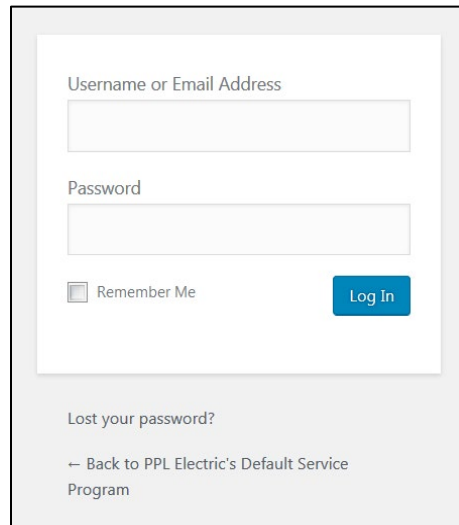 Username or Email Address
Password
Remember Me
Log In
Lost your password?
← Back to PPL Electric's Default Service
Program